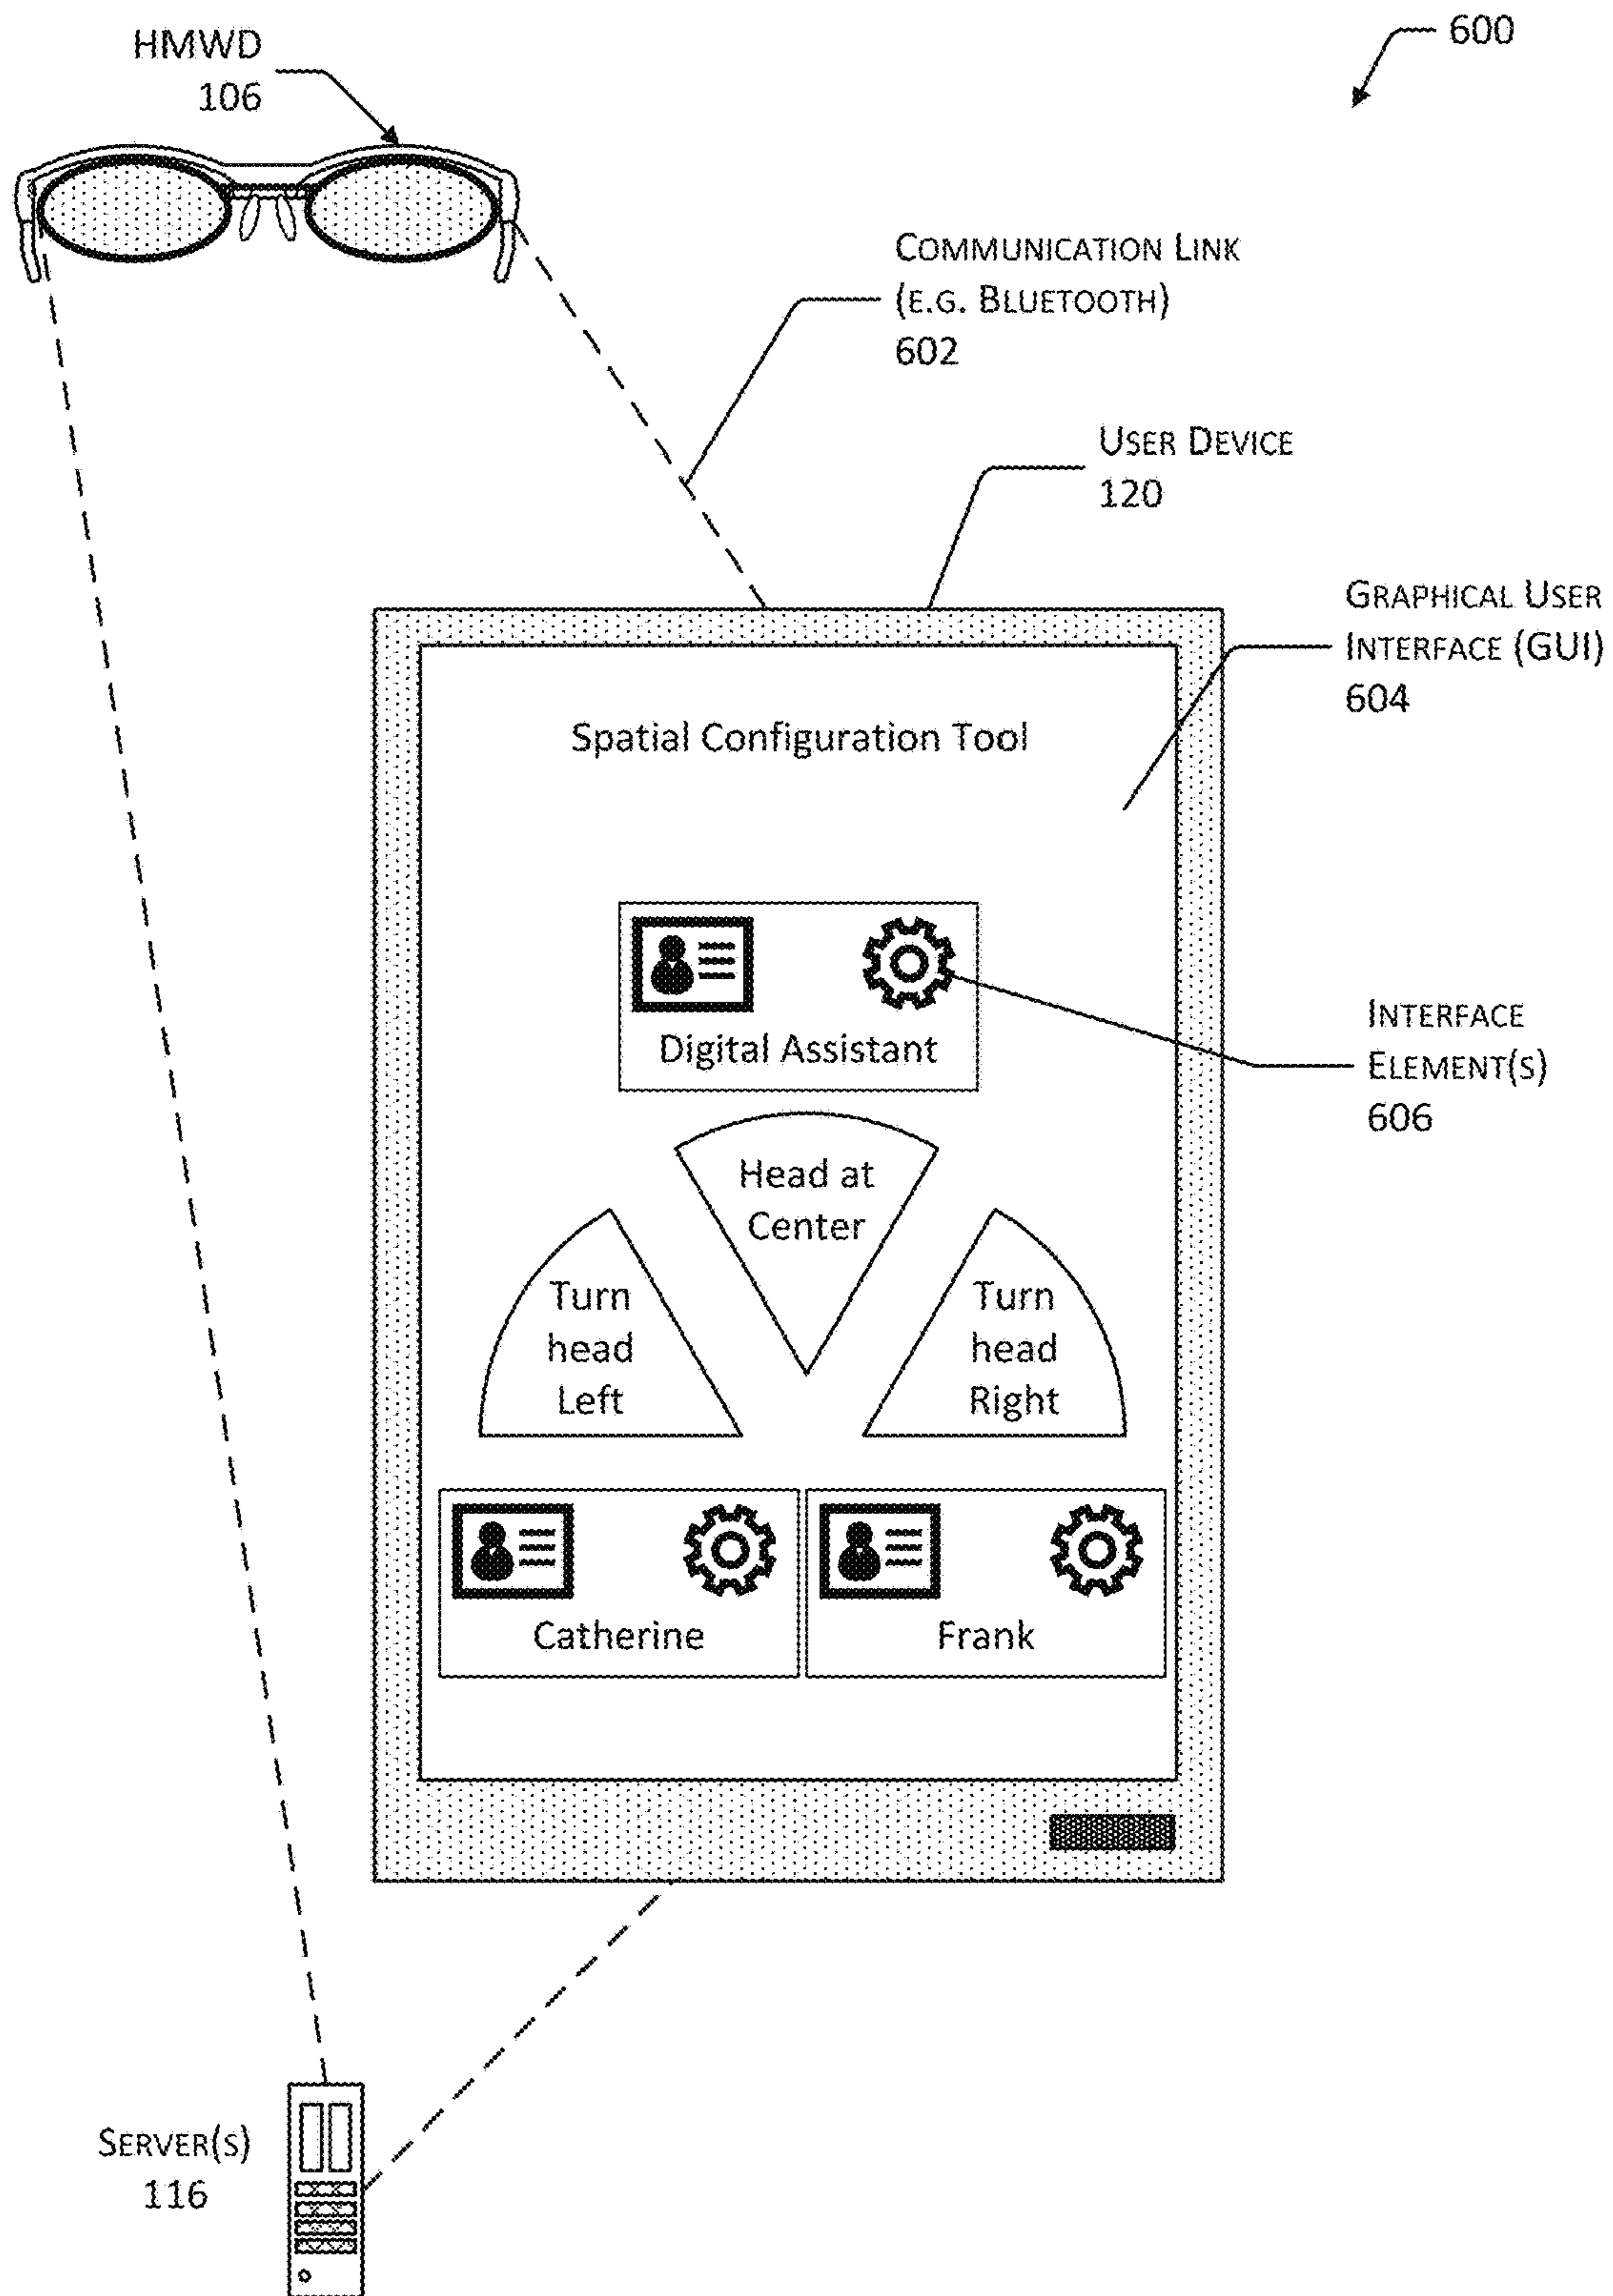 600
HMWD
106
COMMUNICATION LINK
(E.G. BLUETOOTH)
602
USER DEVICE
120
GRAPHICAL USER
INTERFACE (GUI)
604
Spatial Configuration Tool
Digital Assistant
INTERFACE
ELEMENT(S)
606
Head at
Center
Turn
head
Left
Turn
head
Right
Catherine
Frank
SERVER(S)
116